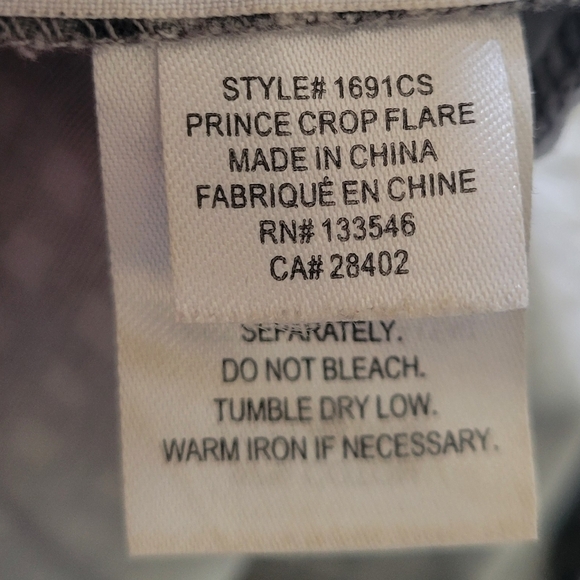 STYLE# 1691CS
PRINCE CROP FLARE
MADE IN CHINA
FABRIQUÉ EN CHINE
RN# 133546
CA# 28402
SEPARATELY.
DO NOT BLEACH.
TUMBLE DRY LOW.
WARM IRON IF NECESSARY.